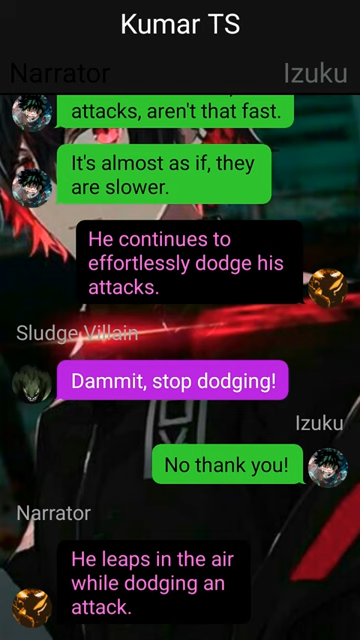 Kumar TS
Narrator
Izuku
attacks, aren't that fast.
It's almost as if, they
are slower.
He continues to
effortlessly dodge his
attacks.
Sludge Villain
Dammit, stop dodging!
Izuku
No thank you!
Narrator
He leaps in the air
while dodging an
attack.